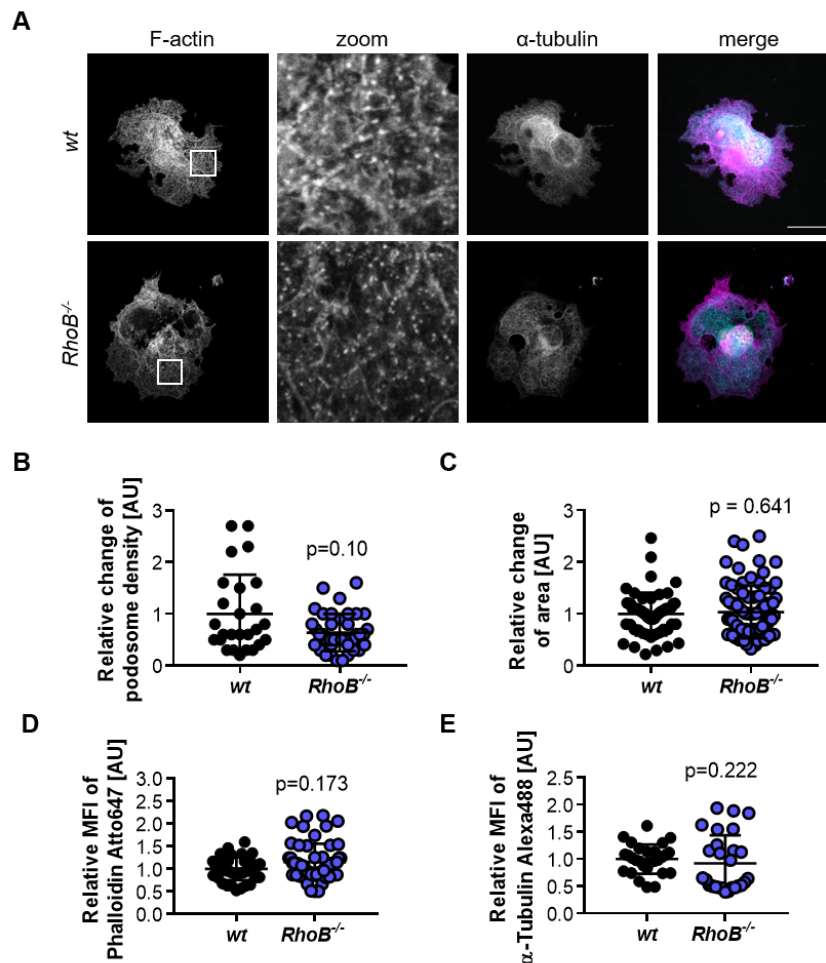 A
F-actin
zoom
α-tubulin
merge
wt
RhoB-/-
B
Relative change of
podosome density [AU]
3
2
1
0
p=0.10
wt
RhoB-/-
C
Relative change
of area [AU]
3
2
1
0
p = 0.641
wt
RhoB-/-
D
Relative MFI of
Phalloidin Atto647 [AU]
3.0
2.5
2.0
1.5
1.0
0.5
0.0
p=0.173
wt
RhoB-/-
E
Relative MFI of
α-Tubulin Alexa488 [AU]
2.5
2.0
1.5
1.0
0.5
0.0
p=0.222
wt
RhoB-/-